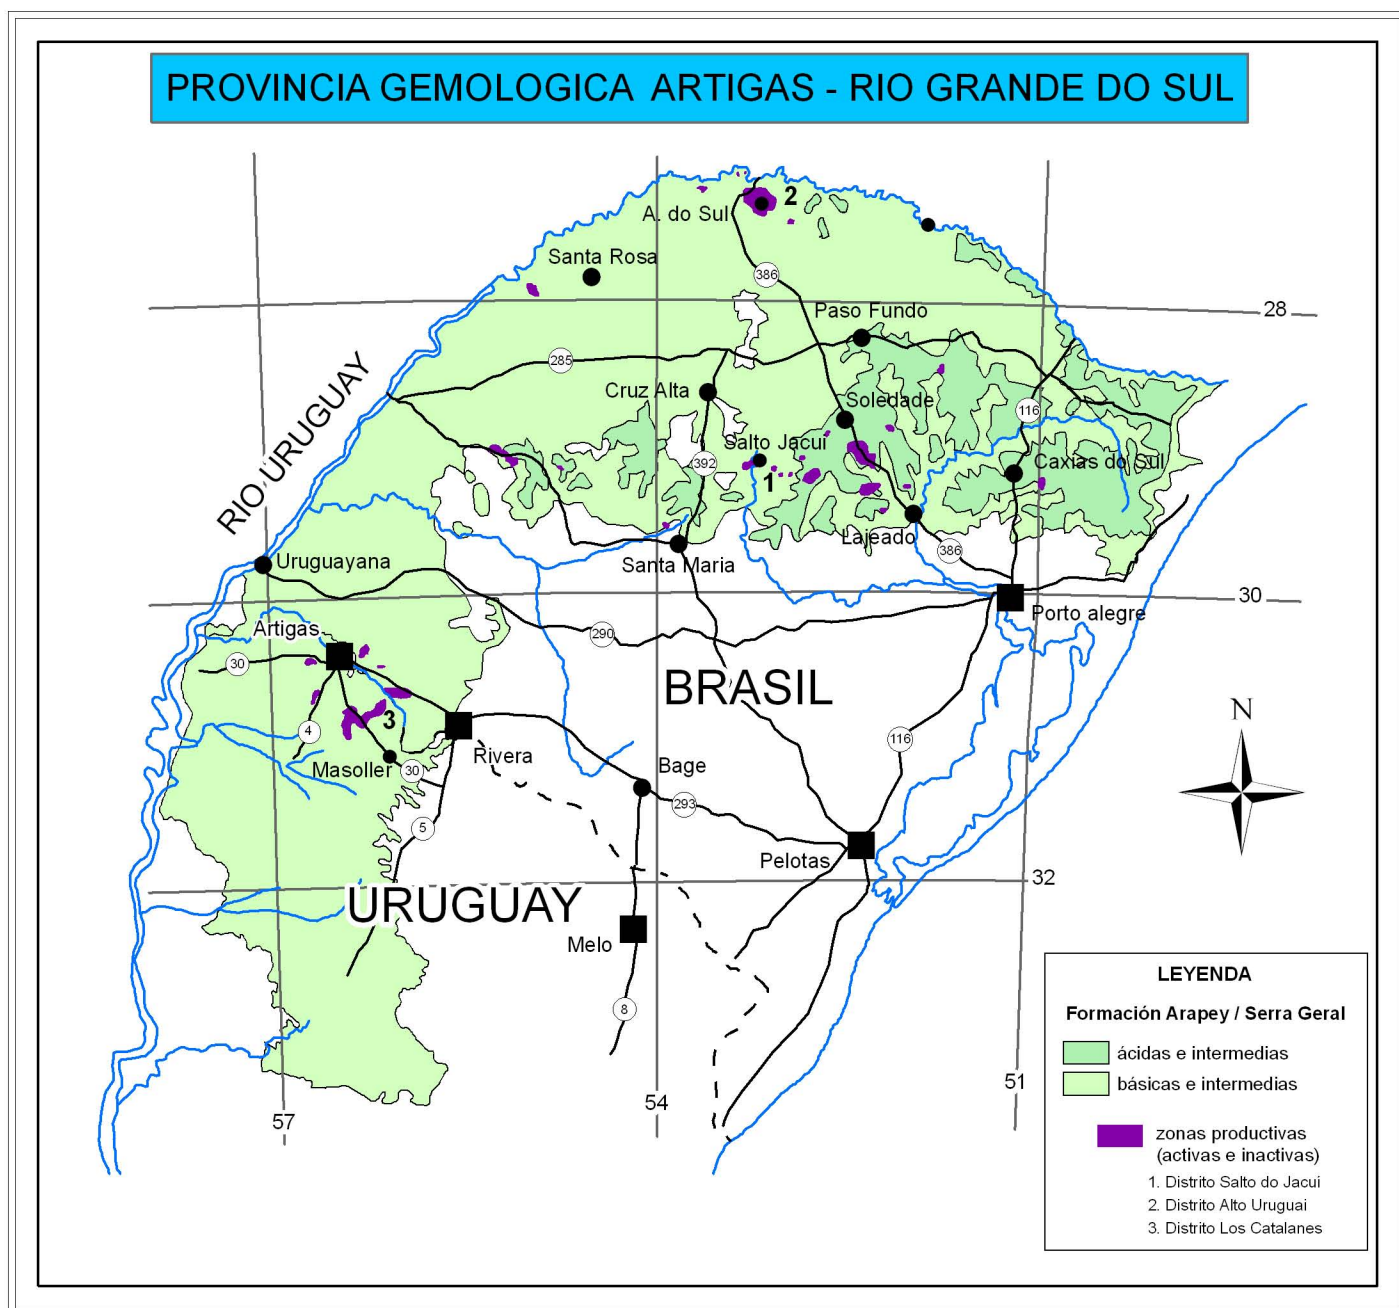 PROVINCIA GEMOLOGICA ARTIGAS - RIO GRANDE DO SUL
2
A. do Sul
Santa Rosa
386
28
Paso Fundo
285
Cruz Alta
Soledade
116
RIO URUGUAY
Salto Jacui
392
1
Caxias do Sul
Lajeado
386
Santa Maria
Uruguayana
30
Porto alegre
Artigas
290
30
BRASIL
3
4
N
116
Rivera
Masoller
30
Bage
293
5
Pelotas
32
URUGUAY
Melo
8
51
54
57
LEYENDA
Formación Arapey / Serra Geral
ácidas e intermedias
básicas e intermedias
zonas productivas
(activas e inactivas)
1. Distrito Salto do Jacui
2. Distrito Alto Uruguai
3. Distrito Los Catalanes